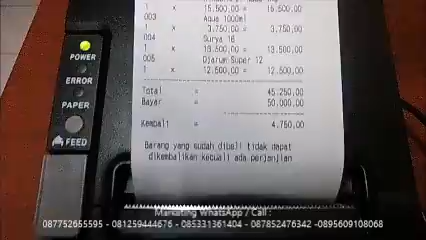 1 x 15.500,00 = 15.500,00
003 Aqua 1000ml
1 x 3.750,00 = 3.750,00
004 Surya 16
1 x 13.500,00 = 13.500,00
005 Djarum Super 12
1 x 12.500,00 = 12.500,00
Total = 45.250,00
Bayar = 50.000,00
Kembali = 4.750,00
Barang yang sudah dibeli tidak dapat
dikembalikan kecuali ada perjanjian
POWER
ERROR
PAPER
FEED
Marketing WhatsApp / Call :
087752655595 - 081259444676 - 085331361404 - 087852476342 -0895609108068